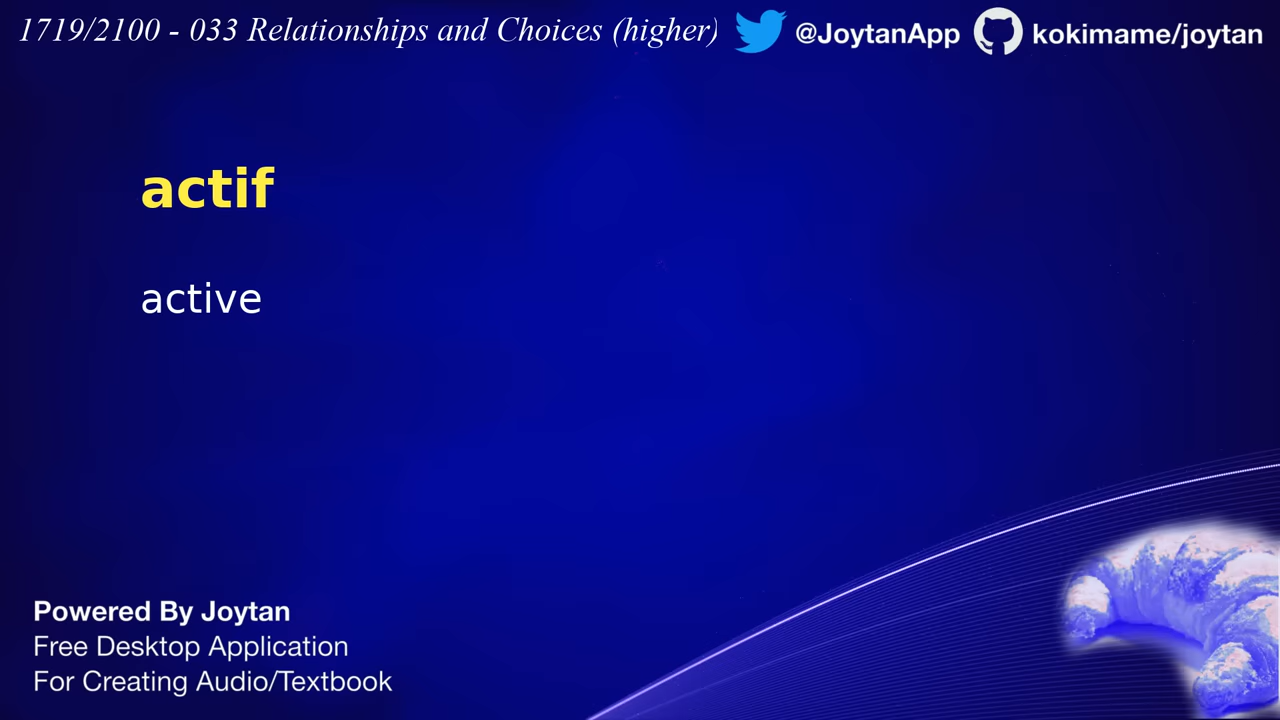 1719/2100 - 033 Relationships and Choices (higher)
@JoytanApp
kokimame/joytan
actif
active
Powered By Joytan
Free Desktop Application
For Creating Audio/Textbook